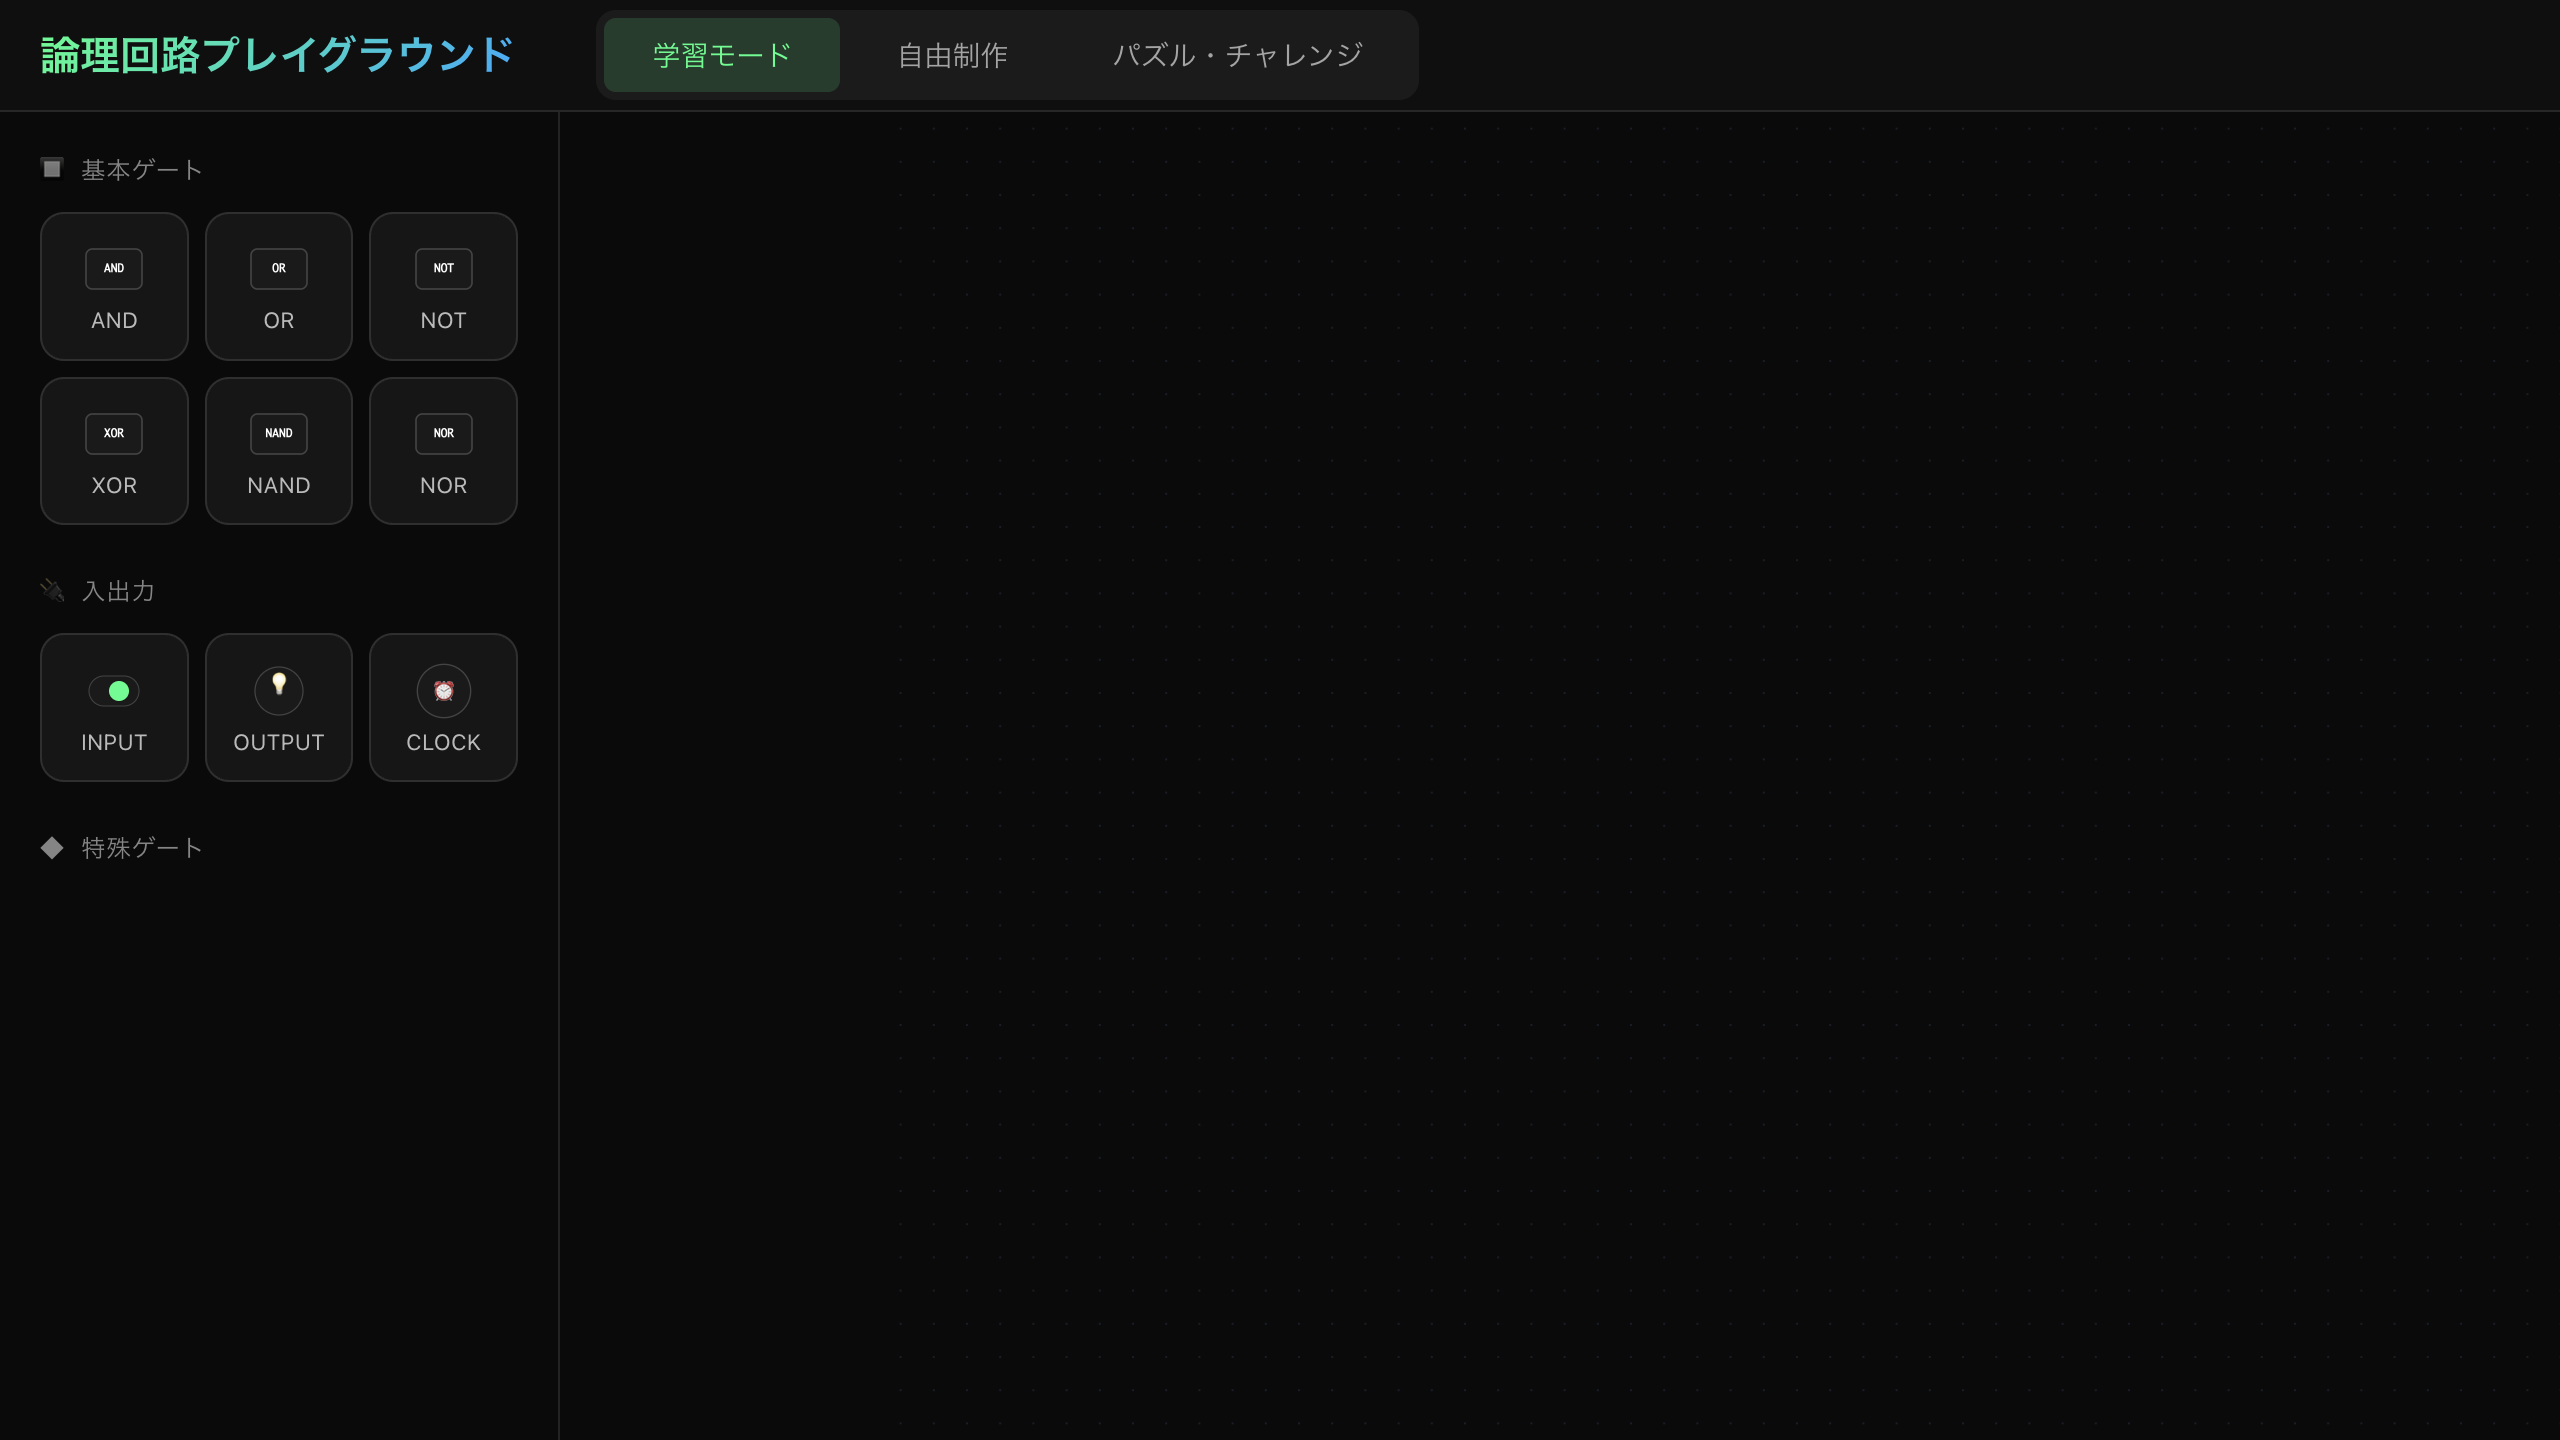 論理回路プレイグラウンド
学習モード
自由制作
パズル・チャレンジ
基本ゲート
AND
AND
OR
OR
NOT
NOT
XOR
XOR
NAND
NAND
NOR
NOR
入出力
INPUT
OUTPUT
CLOCK
特殊ゲート